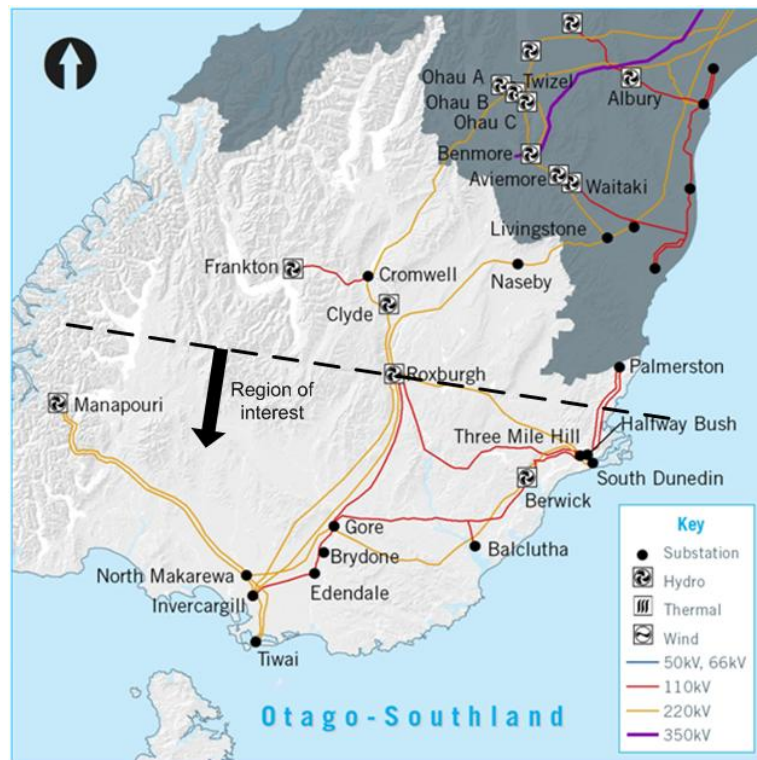 Ohau A
Twizel
Ohau B
Ohau C
Albury
Benmore
Aviemore
Waitaki
Livingstone
Frankton
Cromwell
Naseby
Clyde
Roxburgh
Palmerston
Region of
interest
Manapouri
Three Mile Hill
Halfway Bush
South Dunedin
Berwick
Gore
Brydone
Balclutha
North Makarewa
Edendale
Invercargill
Tiwai
Otago-Southland
Key
Substation
Hydro
Thermal
Wind
50kV, 66kV
110kV
220kV
350kV